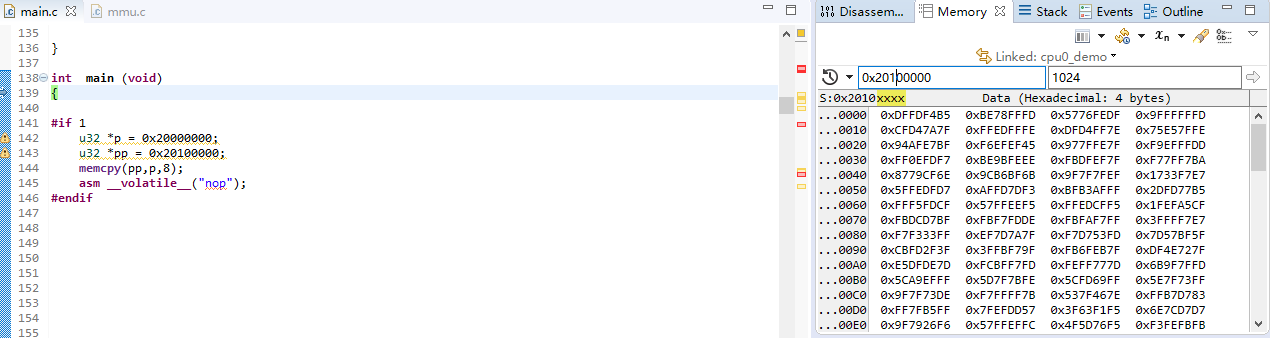 main.c mmu.c
135
136 }
137
138 int main (void)
139 {
140
141 #if 1
142 u32 *p = 0x20000000;
143 u32 *pp = 0x20100000;
144 memcpy(pp,p,8);
145 asm __volatile__("nop");
146 #endif
147
148
149
150
151
152
153
154
155
Disassem... Memory Stack Events Outline
Linked: cpu0_demo
0x20100000 1024
S:0x2010xxxx Data (Hexadecimal: 4 bytes)
...0000 0xDFFDF4B5 0xBE78FFFD 0x5776FEDF 0x9FFFFFFD
...0010 0xCFD47A7F 0xFFEDFFFE 0xDFD4FF7E 0x75E57FFE
...0020 0x94AFE7BF 0xF6EFEF45 0x977FFE7F 0xF9EFFFDD
...0030 0xFF0EFDF7 0xBE9BFEEE 0xFBDFEF7F 0xF77FF7BA
...0040 0x8779CF6E 0x9CB6BF6B 0x9F7F7FEF 0x1733F7E7
...0050 0x5FFEDFD7 0xAFFD7DF3 0xBFB3AFFF 0x2DFD77B5
...0060 0xFFF5FDCF 0x57FFEEF5 0xFFEDCFF5 0x1FEFA5CF
...0070 0xFBDCD7BF 0xFBF7FDDE 0xFBFAF7FF 0x3FFFF7E7
...0080 0xF7F333FF 0xEF7D7A7F 0xF7D753FD 0x7D57BF5F
...0090 0xCBFD2F3F 0x3FFBF79F 0xFB6FEB7F 0xDF4E727F
...00A0 0xE5DFDE7D 0xFCBFF7FD 0xFEFF777D 0x6B9F7FFD
...00B0 0x5CA9EFFF 0x5D7F7BFE 0x5CFD69FF 0x5E7F73FF
...00C0 0x9F7F73DE 0xF7FFFF7B 0x537F467E 0xFFB7D783
...00D0 0xFF7FB5FF 0x7FEFDD57 0x3F63F1F5 0x6E7CD7D7
...00E0 0x9F7926F6 0x57FFEFFC 0x4F5D76F5 0xF3FEFBFB